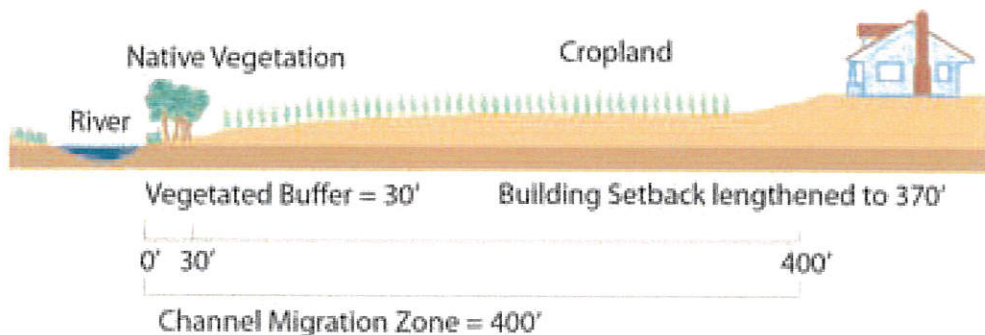 Native Vegetation
Cropland
River
Vegetated Buffer = 30'
Building Setback lengthened to 370'
0'
30'
400'
Channel Migration Zone = 400'